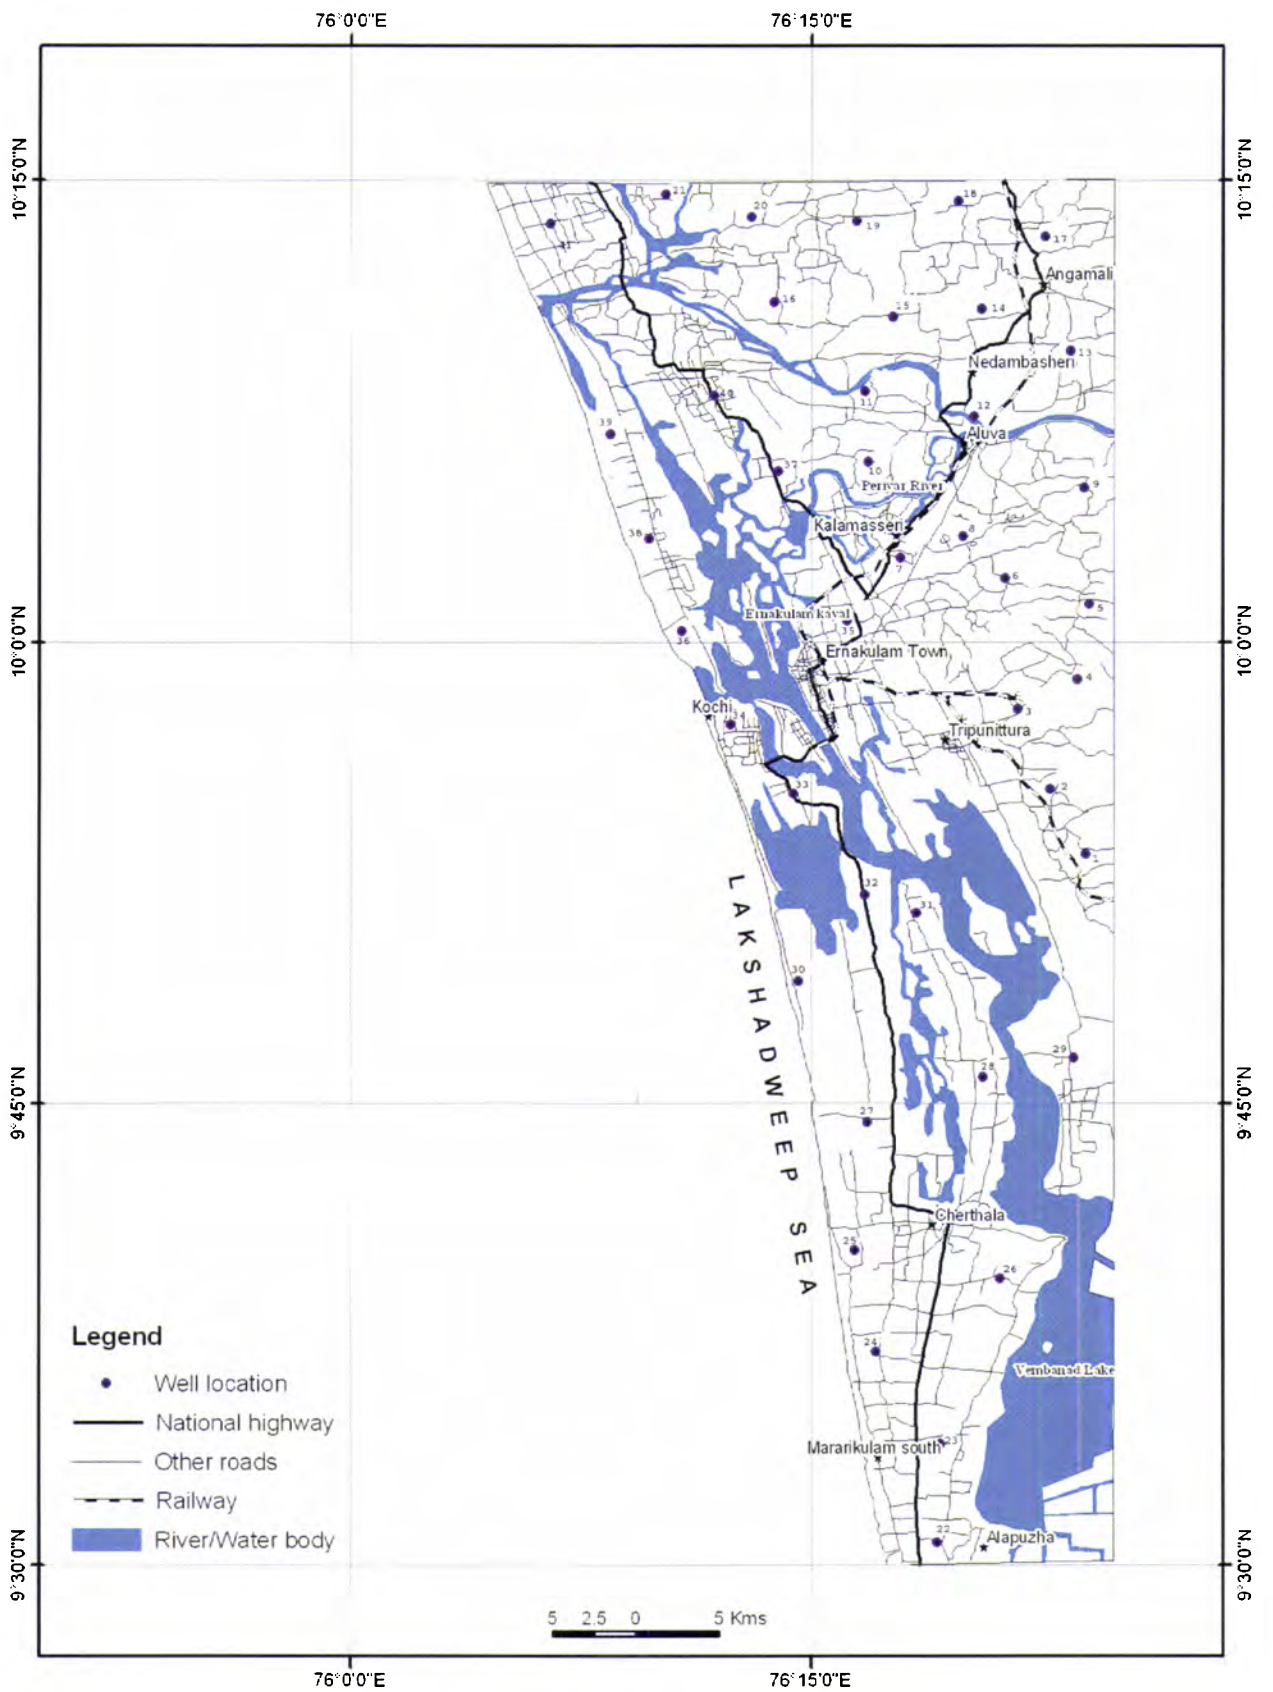 76°0'0"E
76°15'0"E
10°15'0"N
10°15'0"N
21
18
20
19
41
17
Angamali
16
15
14
13
Nedambasheri
40
11
12
39
Aluva
37
10
Periyar River
9
Kalamasseri
38
8
7
6
5
Ernakulam kayal
35
10°0'0"N
10°0'0"N
36
Ernakulam Town
4
Kochi
34
3
Tripunittura
33
2
1
LAKSHADWEEP SEA
32
31
30
29
28
9°45'0"N
9°45'0"N
27
Cherthala
25
26
24
Vembanad Lake
Mararikulam south
23
22
Alapuzha
9°30'0"N
9°30'0"N
Legend
Well location
National highway
Other roads
Railway
River/Water body
5 2.5 0 5 Kms
76°0'0"E
76°15'0"E